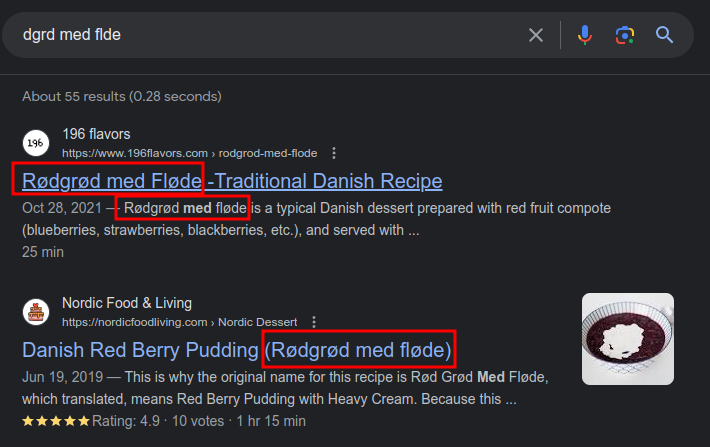 dgrd med flde
About 55 results (0.28 seconds)
196
196 flavors
https://www.196flavors.com › rodgrod-med-flode
Rødgrød med Fløde -Traditional Danish Recipe
Oct 28, 2021 — Rødgrød med fløde is a typical Danish dessert prepared with red fruit compote
(blueberries, strawberries, blackberries, etc.), and served with ...
25 min
Nordic Food & Living
https://nordicfoodliving.com › Nordic Dessert
Danish Red Berry Pudding (Rødgrød med fløde)
Jun 19, 2019 — This is why the original name for this recipe is Rød Grød Med Fløde,
which translated, means Red Berry Pudding with Heavy Cream. Because this ...
★★★★★ Rating: 4.9 · 10 votes · 1 hr 15 min